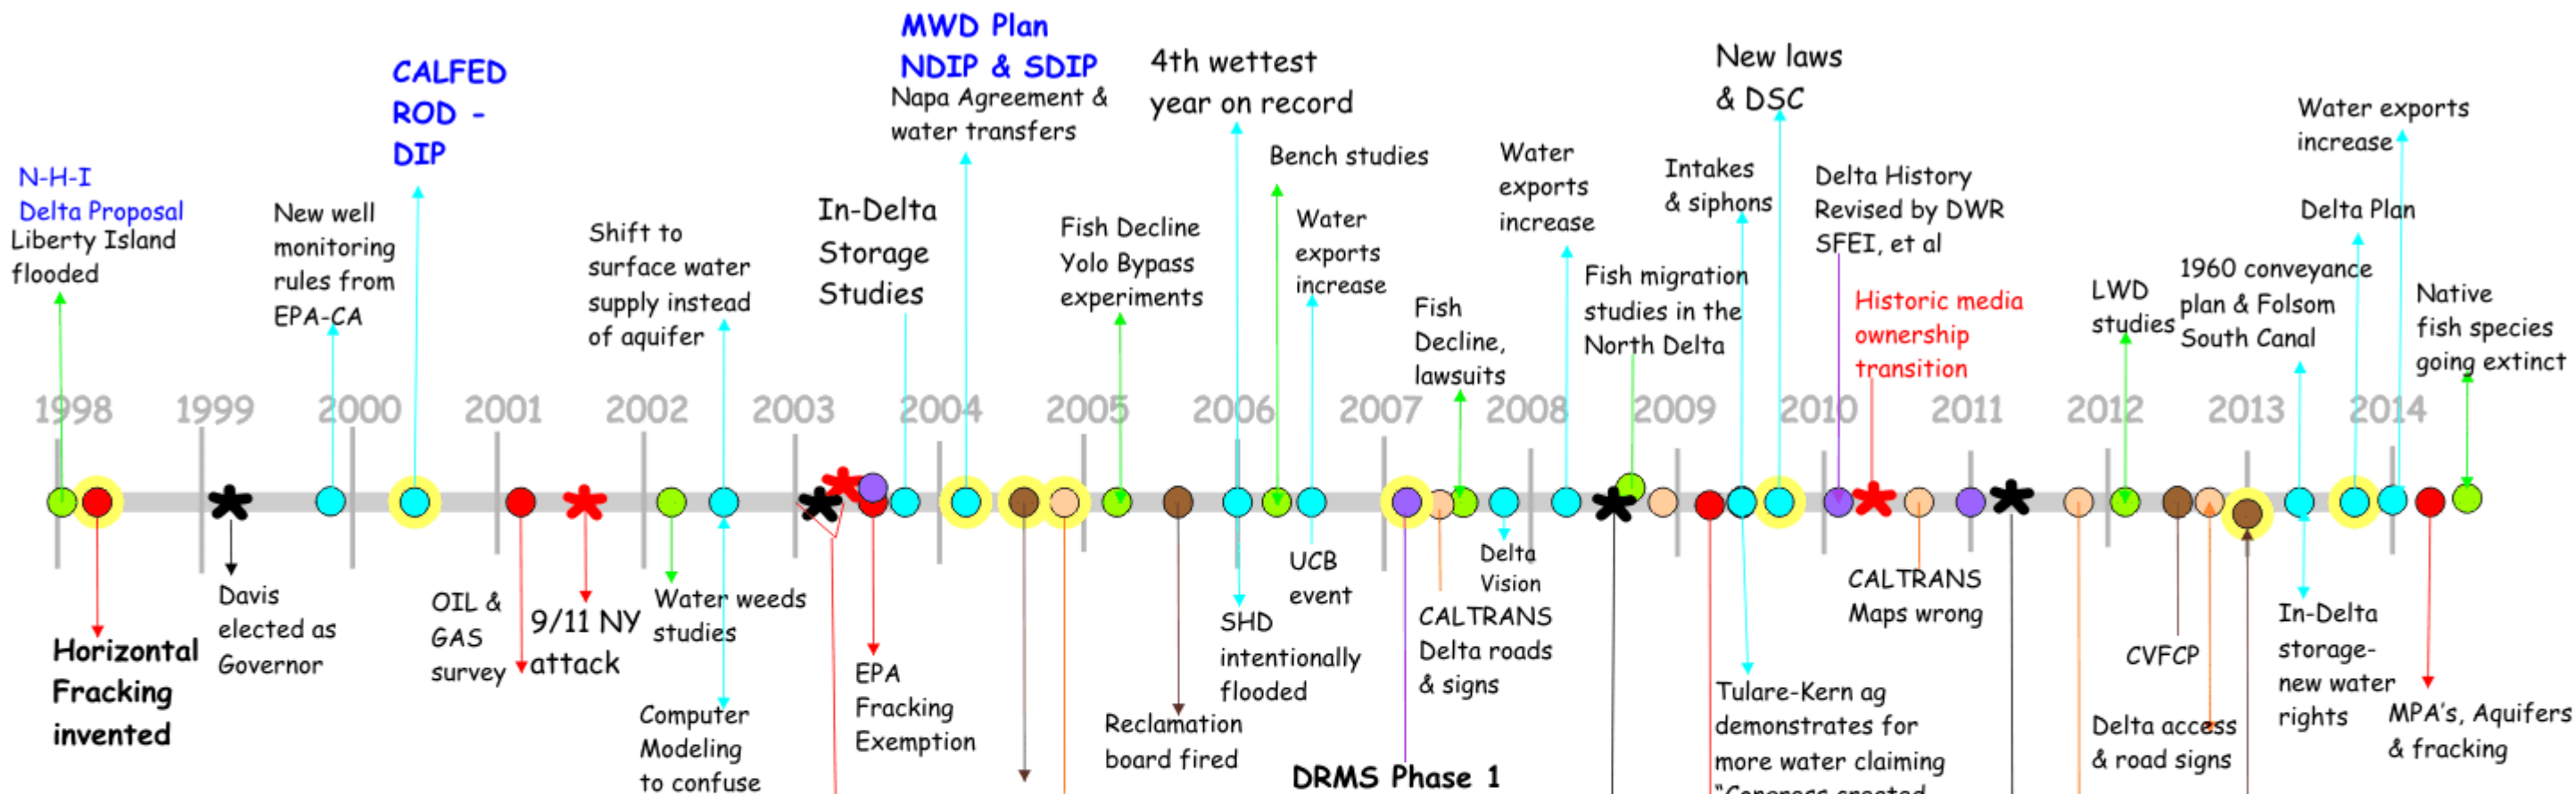 MWD Plan
NDIP & SDIP
Napa Agreement &
water transfers
CALFED
ROD -
DIP
4th wettest
year on record
New laws
& DSC
Water exports
increase
N-H-I
Delta Proposal
Liberty Island
flooded
New well
monitoring
rules from
EPA-CA
Shift to
surface water
supply instead
of aquifer
In-Delta
Storage
Studies
Fish Decline
Yolo Bypass
experiments
Bench studies
Water
exports
increase
Fish
Decline,
lawsuits
Water
exports
increase
Fish migration
studies in the
North Delta
Intakes
& siphons
Delta History
Revised by DWR
SFEI, et al
Historic media
ownership
transition
LWD
studies
1960 conveyance
plan & Folsom
South Canal
Delta Plan
Native
fish species
going extinct
1998 1999 2000 2001 2002 2003 2004 2005 2006 2007 2008 2009 2010 2011 2012 2013 2014
Horizontal
Fracking
invented
Davis
elected as
Governor
OIL &
GAS
survey
9/11 NY
attack
Water weeds
studies
Computer
Modeling
to confuse
EPA
Fracking
Exemption
Reclamation
board fired
SHD
intentionally
flooded
UCB
event
DRMS Phase 1
CALTRANS
Delta roads
& signs
Delta
Vision
Tulare-Kern ag
demonstrates for
more water claiming
"Congress created
CALTRANS
Maps wrong
CVFCP
Delta access
& road signs
In-Delta
storage-
new water
rights
MPA's, Aquifers
& fracking